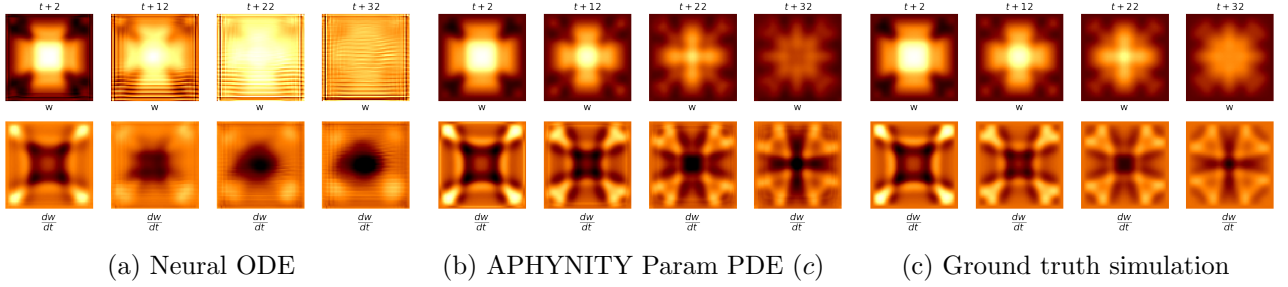 t + 2 t + 12 t + 22 t + 32 t + 2 t + 12 t + 22 t + 32 t + 2 t + 12 t + 22 t + 32
w w w w w w w w w w w w
dw/dt dw/dt dw/dt dw/dt dw/dt dw/dt dw/dt dw/dt dw/dt dw/dt dw/dt dw/dt
(a) Neural ODE (b) APHYNITY Param PDE (c) (c) Ground truth simulation